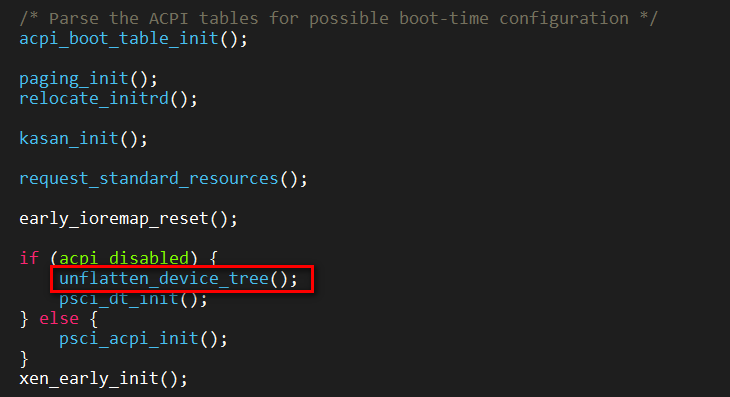 /* Parse the ACPI tables for possible boot-time configuration */
acpi_boot_table_init();
paging_init();
relocate_initrd();
kasan_init();
request_standard_resources();
early_ioremap_reset();
if (acpi_disabled) {
unflatten_device_tree();
psci_dt_init();
} else {
psci_acpi_init();
}
xen_early_init();